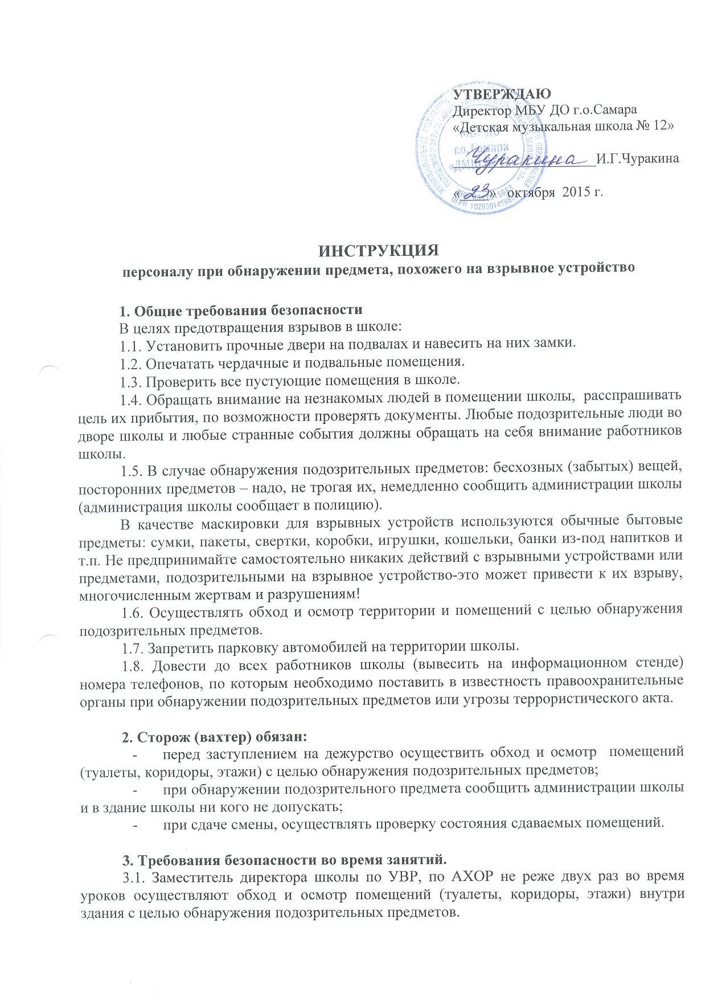 УТВЕРЖДАЮ
Директор МБУ ДО г.о.Самара
«Детская музыкальная школа № 12»
МБУ ДО
г.о. Самара
«ДМШ № 12»
Чуракина И.Г.Чуракина
« 23 » октября 2015 г.
ИНСТРУКЦИЯ
персоналу при обнаружении предмета, похожего на взрывное устройство
1. Общие требования безопасности
В целях предотвращения взрывов в школе:
1.1. Установить прочные двери на подвалах и навесить на них замки.
1.2. Опечатать чердачные и подвальные помещения.
1.3. Проверить все пустующие помещения в школе.
1.4. Обращать внимание на незнакомых людей в помещении школы, расспрашивать
цель их прибытия, по возможности проверять документы. Любые подозрительные люди во
дворе школы и любые странные события должны обращать на себя внимание работников
школы.
1.5. В случае обнаружения подозрительных предметов: бесхозных (забытых) вещей,
посторонних предметов – надо, не трогая их, немедленно сообщить администрации школы
(администрация школы сообщает в полицию).
В качестве маскировки для взрывных устройств используются обычные бытовые
предметы: сумки, пакеты, свертки, коробки, игрушки, кошельки, банки из-под напитков и
т.п. Не предпринимайте самостоятельно никаких действий с взрывными устройствами или
предметами, подозрительными на взрывное устройство-это может привести к их взрыву,
многочисленным жертвам и разрушениям!
1.6. Осуществлять обход и осмотр территории и помещений с целью обнаружения
подозрительных предметов.
1.7. Запретить парковку автомобилей на территории школы.
1.8. Довести до всех работников школы (вывесить на информационном стенде)
номера телефонов, по которым необходимо поставить в известность правоохранительные
органы при обнаружении подозрительных предметов или угрозы террористического акта.
2. Сторож (вахтер) обязан:
- перед заступлением на дежурство осуществить обход и осмотр помещений
(туалеты, коридоры, этажи) с целью обнаружения подозрительных предметов;
- при обнаружении подозрительного предмета сообщить администрации школы
и в здание школы ни кого не допускать;
- при сдаче смены, осуществлять проверку состояния сдаваемых помещений.
3. Требования безопасности во время занятий.
3.1. Заместитель директора школы по УВР, по АХОР не реже двух раз во время
уроков осуществляют обход и осмотр помещений (туалеты, коридоры, этажи) внутри
здания с целью обнаружения подозрительных предметов.